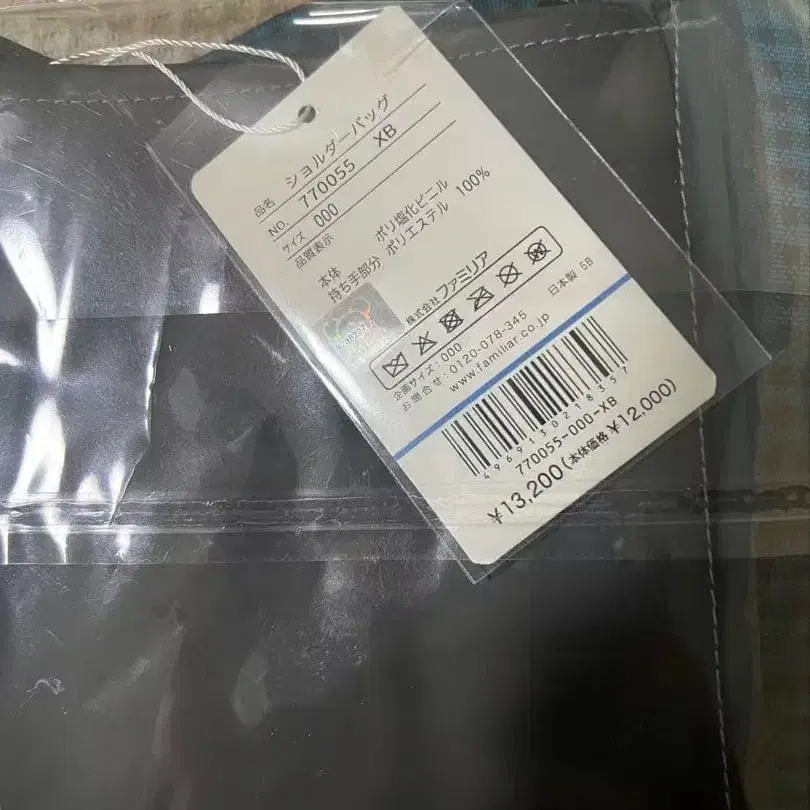 品名 ショルダーバッグ
NO. 770055 XB
サイズ 000
品質表示
本体 ポリ塩化ビニル
持ち手部分 ポリエステル 100%
株式会社 ファミリア
企画サイズ:000 日本製 5B
お問合せ:0120-078-345
www.familiar.co.jp
4969130218357
770055-000-XB
¥13,200(本体価格¥12,000)